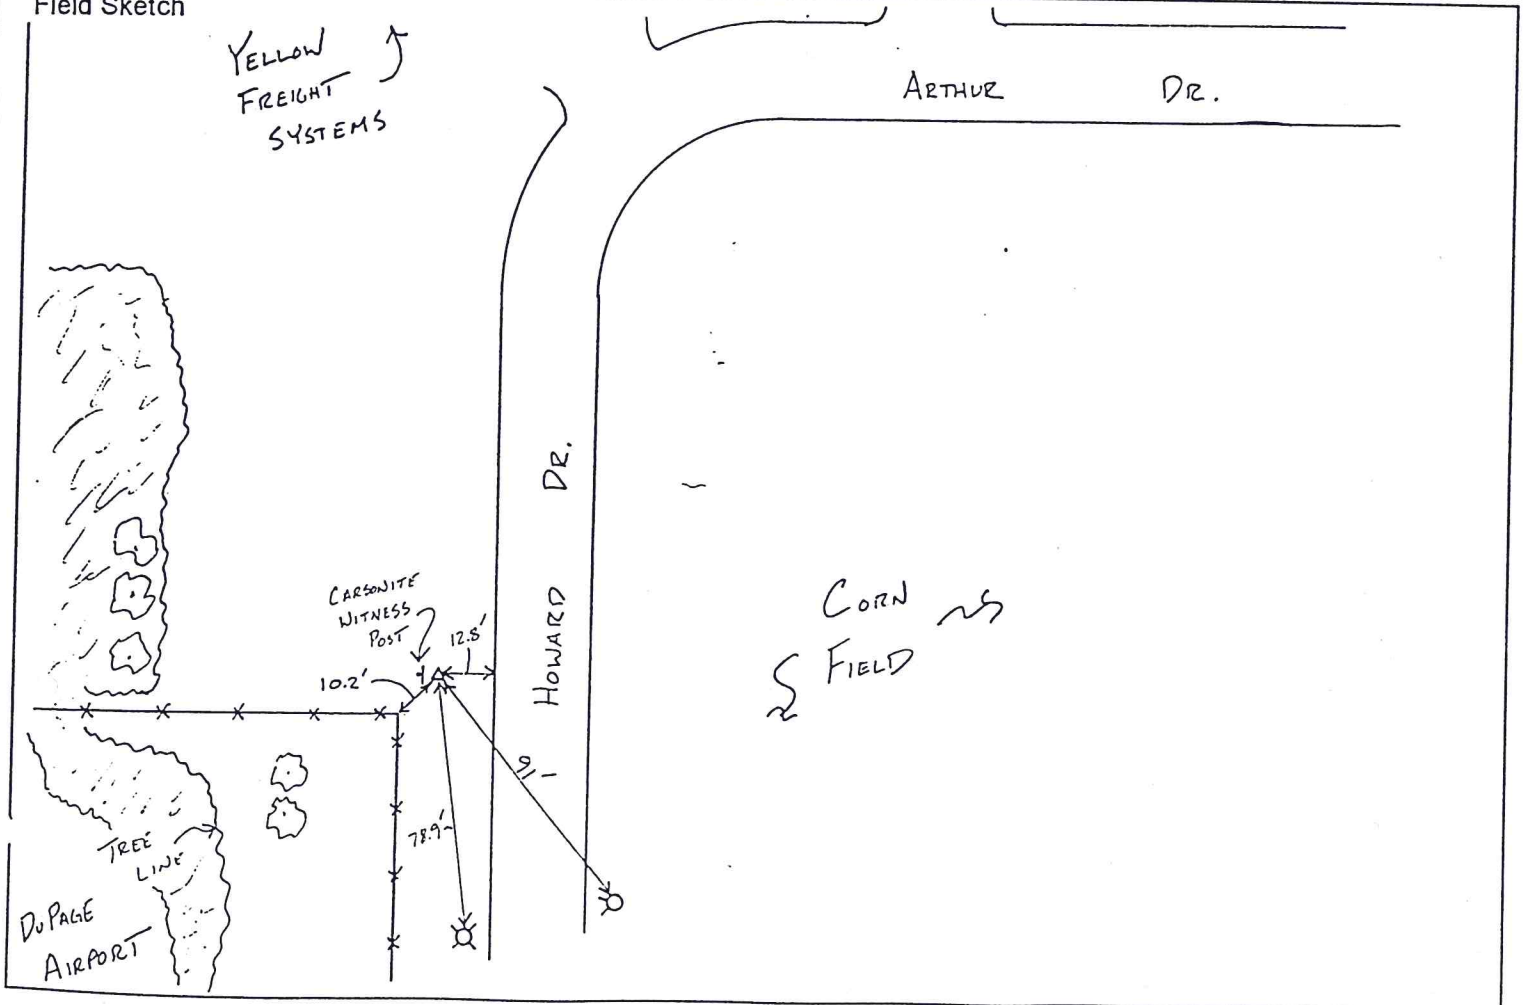 Field Sketch
YELLOW
FREIGHT
SYSTEMS
ARTHUR DR.
HOWARD DR.
CARSONITE
WITNESS
POST
12.8'
10.2'
78.9'
CORN
FIELD
TREE
LINE
DUPAGE
AIRPORT